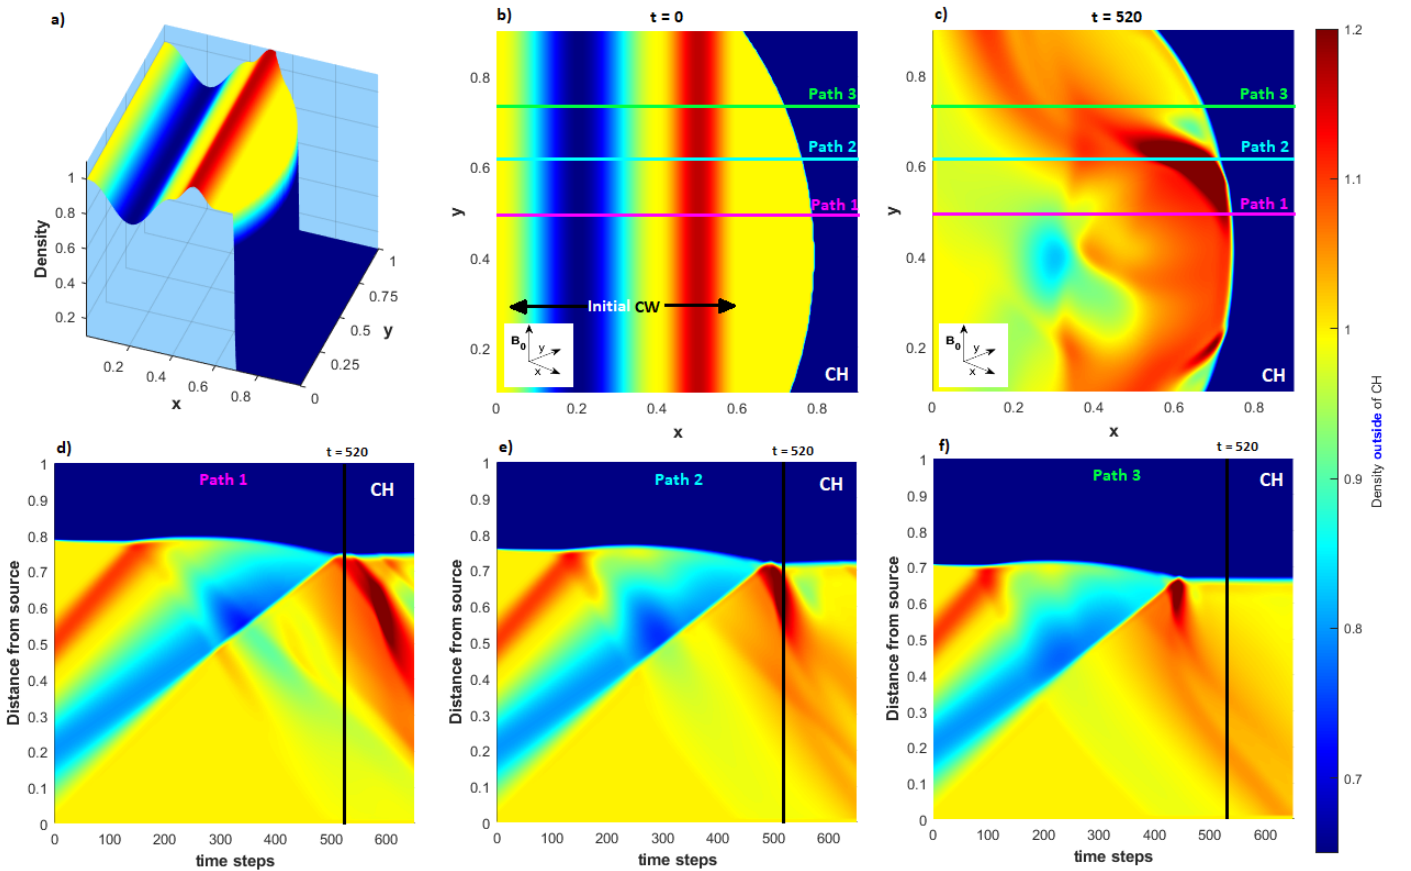 a)
Density
1
0.8
0.6
0.4
0.2
0.2
0.4
0.6
0.8
x
0
0.25
0.5
0.75
1
y
b)
t = 0
Path 3
Path 2
Path 1
Initial CW
B0
y
x
CH
0.8
0.6
0.4
0.2
y
0
0.2
0.4
0.6
0.8
x
c)
t = 520
Path 3
Path 2
Path 1
B0
y
x
CH
0.8
0.6
0.4
0.2
y
0
0.2
0.4
0.6
0.8
x
1.2
1.1
1
0.9
0.8
0.7
Density outside of CH
d)
t = 520
Path 1
CH
1
0.9
0.8
0.7
0.6
0.5
0.4
0.3
0.2
0.1
0
Distance from source
0
100
200
300
400
500
600
time steps
e)
t = 520
Path 2
CH
1
0.9
0.8
0.7
0.6
0.5
0.4
0.3
0.2
0.1
0
Distance from source
0
100
200
300
400
500
600
time steps
f)
t = 520
Path 3
CH
1
0.9
0.8
0.7
0.6
0.5
0.4
0.3
0.2
0.1
0
Distance from source
0
100
200
300
400
500
600
time steps